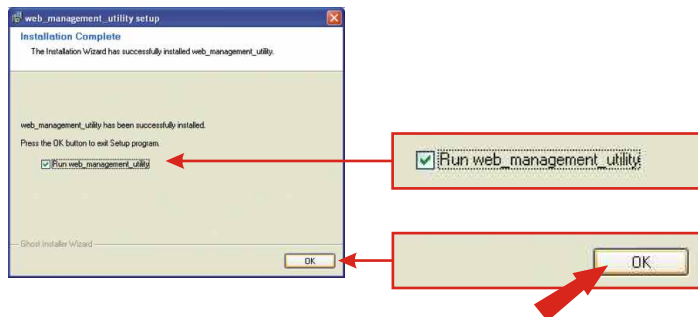 web_management_utility setup
Installation Complete
The Installation Wizard has successfully installed web_management_utility.
web_management_utility has been successfully installed.
Press the OK button to exit Setup program.
Run web_management_utility
Ghost Installer Wizard
OK
Run web_management_utility
OK